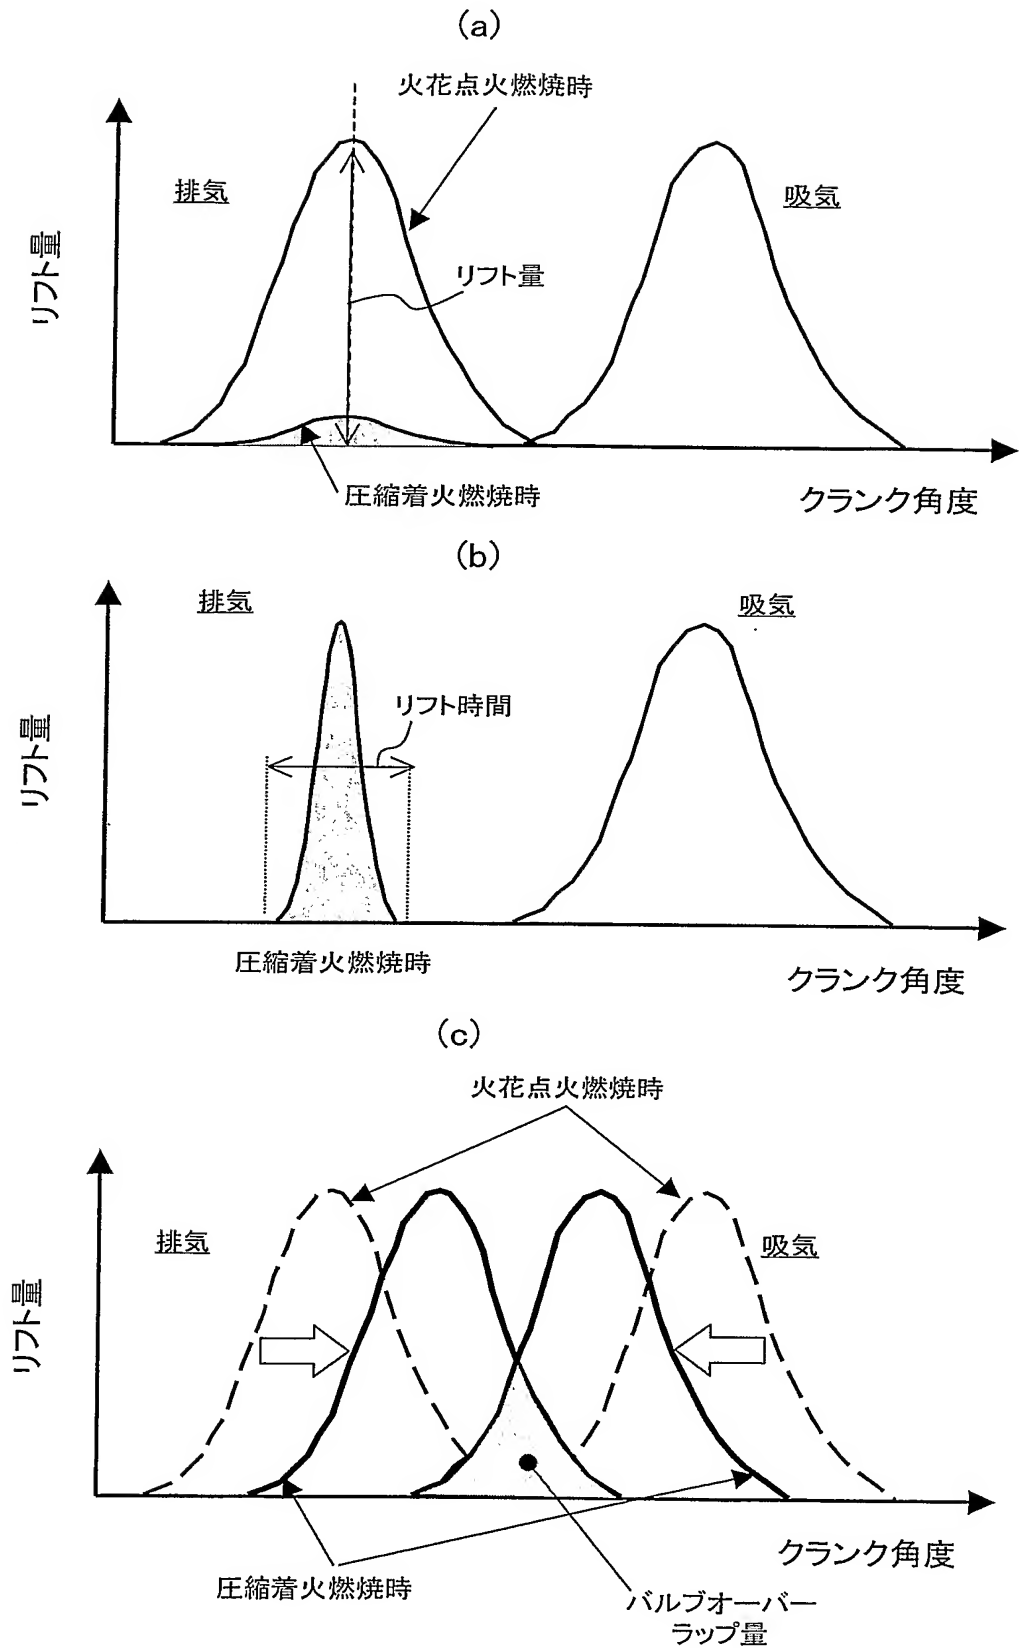 (a)
火花点火燃焼時
排気
吸気
リフト量
リフト量
圧縮着火燃焼時
クランク角度
(b)
排気
吸気
リフト時間
リフト量
圧縮着火燃焼時
クランク角度
(c)
火花点火燃焼時
排気
吸気
リフト量
クランク角度
圧縮着火燃焼時
バルブオーバー
ラップ量